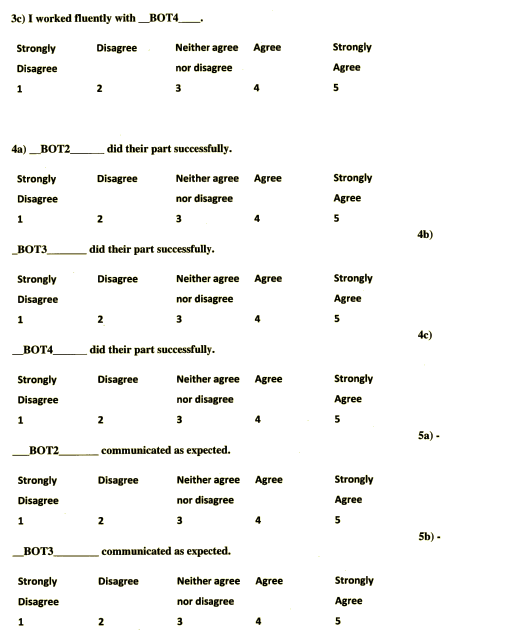 3c) I worked fluently with __BOT4____.
Strongly Disagree Neither agree Agree Strongly
Disagree nor disagree Agree
1 2 3 4 5
4a) __BOT2______ did their part successfully.
Strongly Disagree Neither agree Agree Strongly
Disagree nor disagree Agree
1 2 3 4 5
4b)
_BOT3_______ did their part successfully.
Strongly Disagree Neither agree Agree Strongly
Disagree nor disagree Agree
1 2 3 4 5
4c)
__BOT4______ did their part successfully.
Strongly Disagree Neither agree Agree Strongly
Disagree nor disagree Agree
1 2 3 4 5
5a) -
___BOT2_______ communicated as expected.
Strongly Disagree Neither agree Agree Strongly
Disagree nor disagree Agree
1 2 3 4 5
5b) -
__BOT3________ communicated as expected.
Strongly Disagree Neither agree Agree Strongly
Disagree nor disagree Agree
1 2 3 4 5